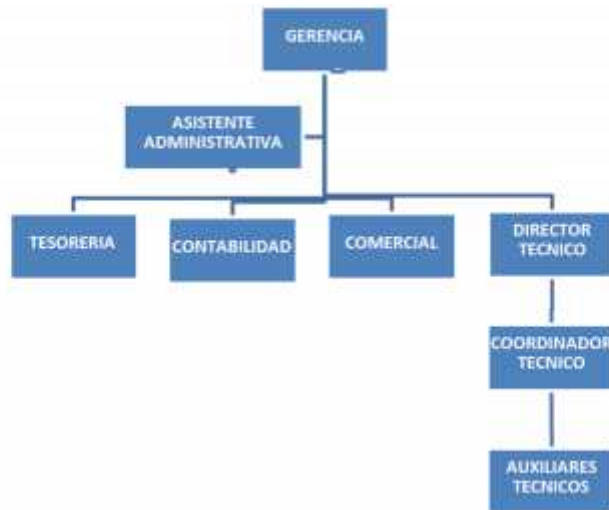 GERENCIA
ASISTENTE
ADMINISTRATIVA
TESORERIA
CONTABILIDAD
COMERCIAL
DIRECTOR
TECNICO
COORDINADOR
TECNICO
AUXILIARES
TECNICOS